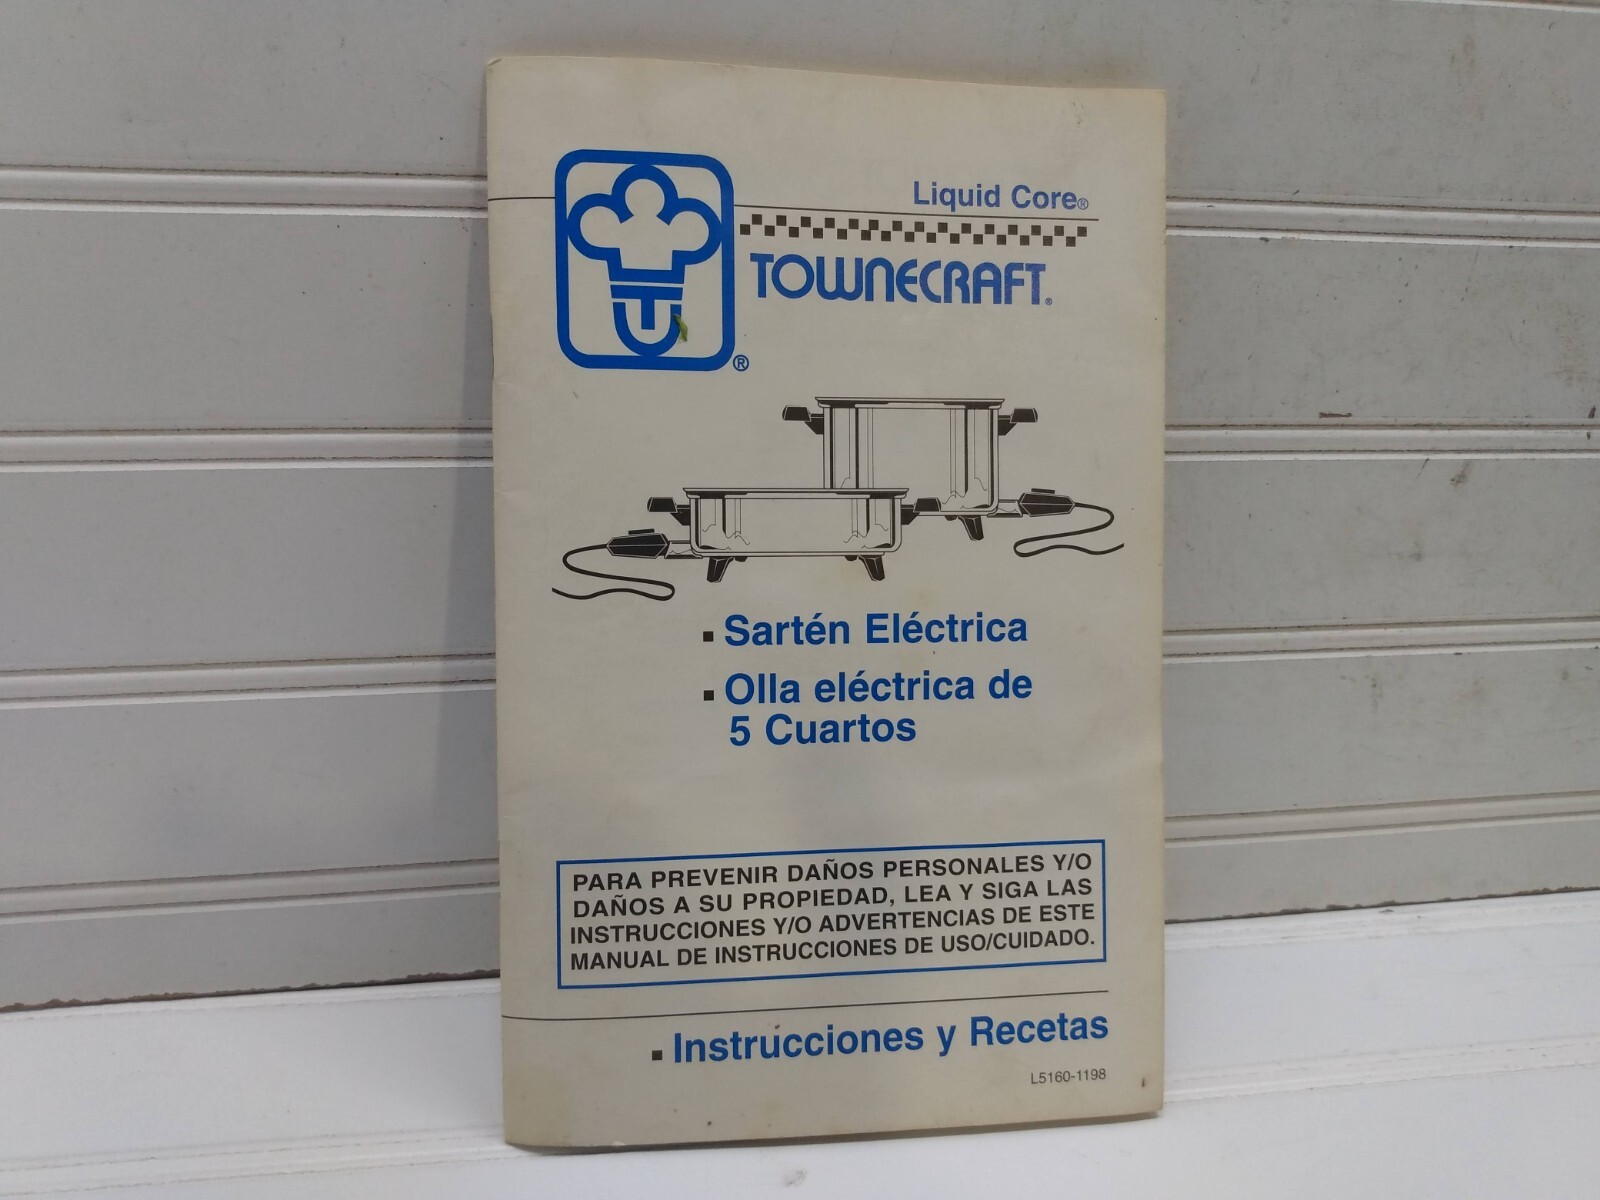 Liquid Core®
TOWNECRAFT®
TU
®
▪ Sartén Eléctrica
▪ Olla eléctrica de
5 Cuartos
PARA PREVENIR DAÑOS PERSONALES Y/O
DAÑOS A SU PROPIEDAD, LEA Y SIGA LAS
INSTRUCCIONES Y/O ADVERTENCIAS DE ESTE
MANUAL DE INSTRUCCIONES DE USO/CUIDADO.
▪ Instrucciones y Recetas
L5160-1198